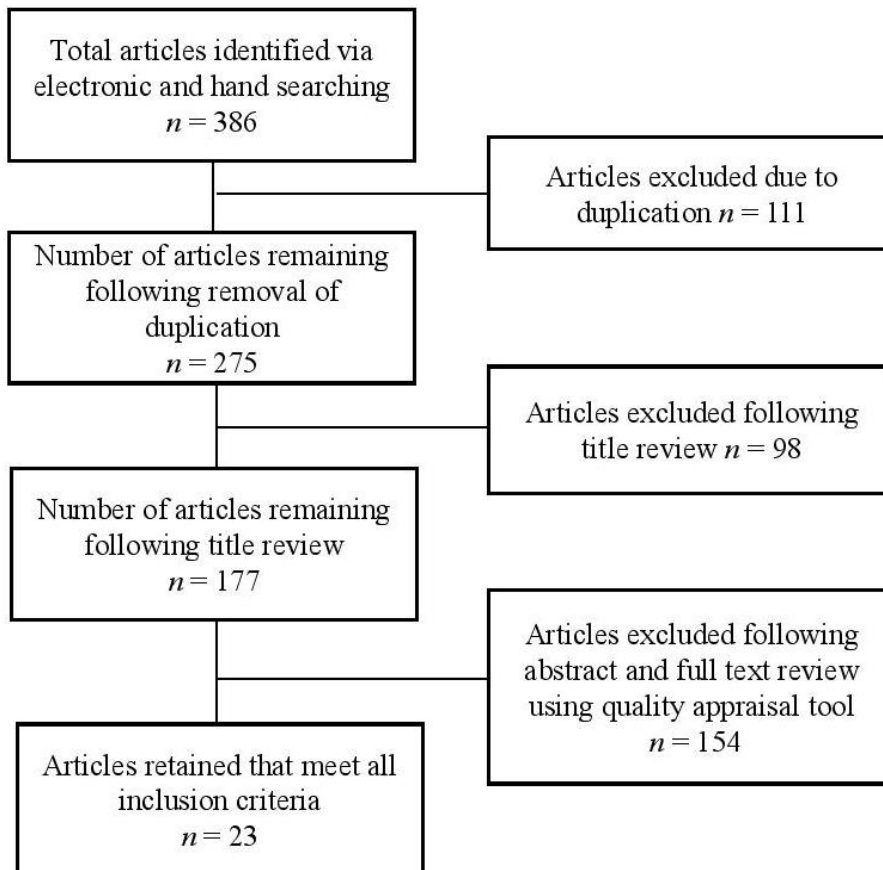 Total articles identified via
electronic and hand searching
n = 386
Articles excluded due to
duplication n = 111
Number of articles remaining
following removal of
duplication
n = 275
Articles excluded following
title review n = 98
Number of articles remaining
following title review
n = 177
Articles excluded following
abstract and full text review
using quality appraisal tool
n = 154
Articles retained that meet all
inclusion criteria
n = 23